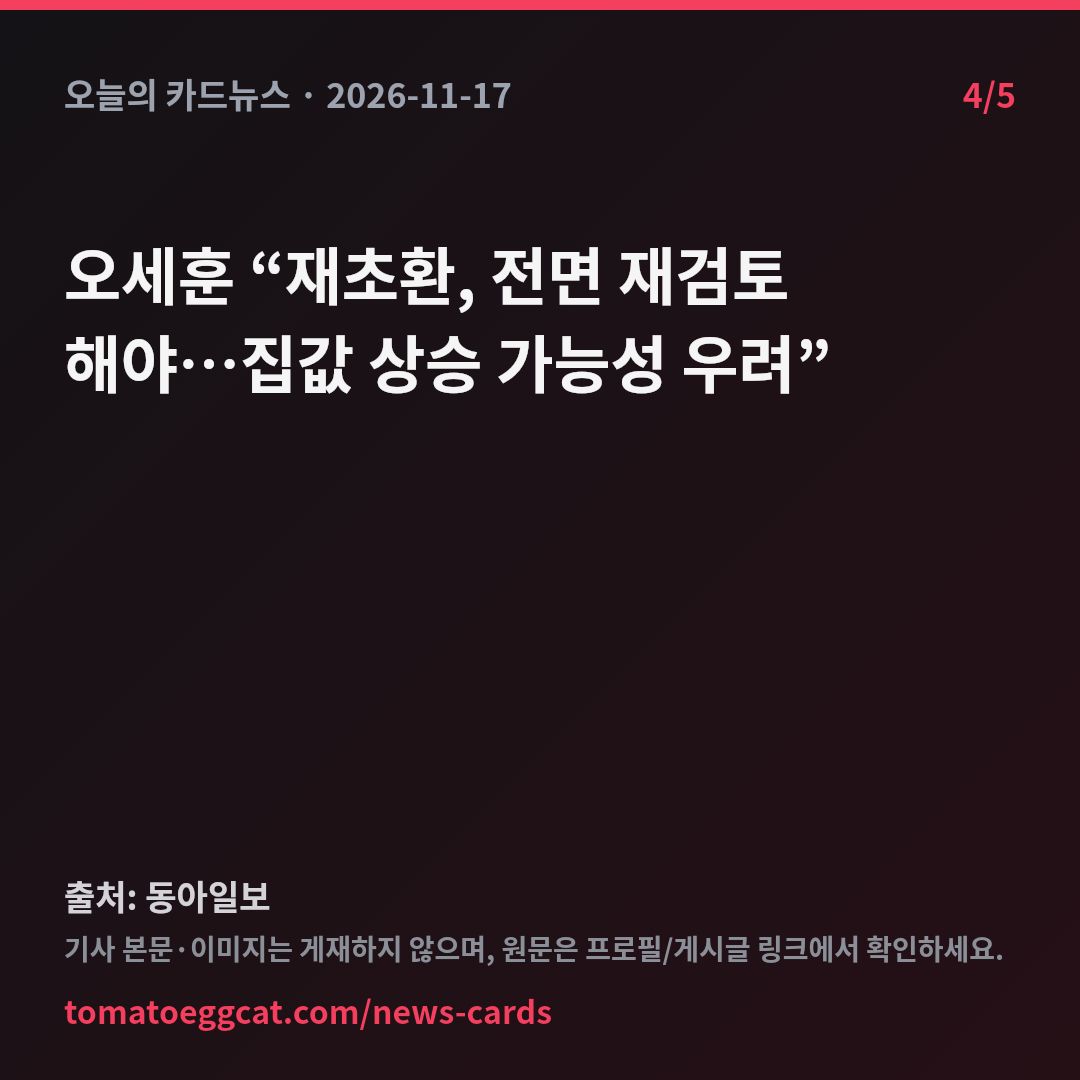 오늘의 카드뉴스 · 2026-11-17
4/5
오세훈 “재초환, 전면 재검토
해야…집값 상승 가능성 우려”
출처: 동아일보
기사 본문·이미지는 게재하지 않으며, 원문은 프로필/게시글 링크에서 확인하세요.
tomatoeggcat.com/news-cards